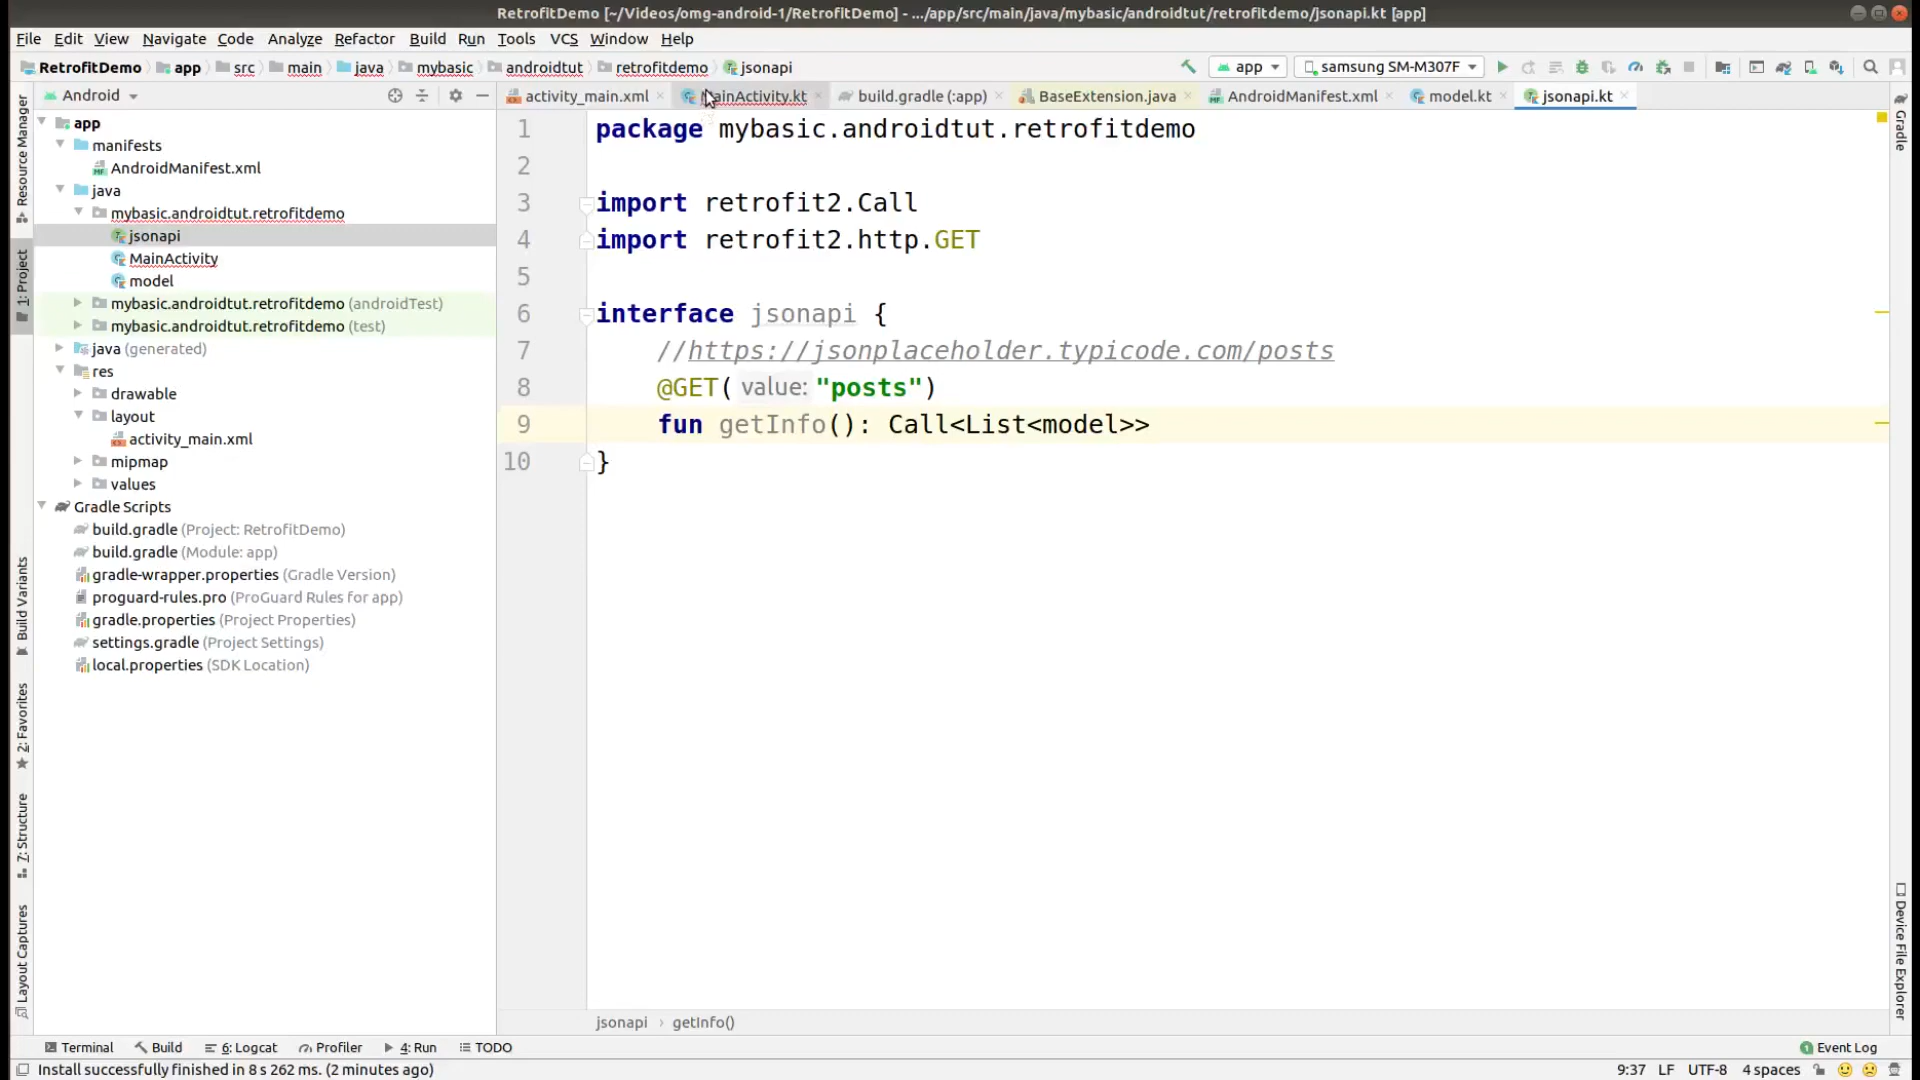 RetrofitDemo [~/Videos/omg-android-1/RetrofitDemo] - .../app/src/main/java/mybasic/androidtut/retrofitdemo/jsonapi.kt [app]
File Edit View Navigate Code Analyze Refactor Build Run Tools VCS Window Help
RetrofitDemo app src main java mybasic androidtut retrofitdemo jsonapi
app samsung SM-M307F
Android
activity_main.xml MainActivity.kt build.gradle (:app) BaseExtension.java AndroidManifest.xml model.kt jsonapi.kt
Resource Manager
1: Project
Build Variants
2: Favorites
7: Structure
Layout Captures
app
manifests
AndroidManifest.xml
java
mybasic.androidtut.retrofitdemo
jsonapi
MainActivity
model
mybasic.androidtut.retrofitdemo (androidTest)
mybasic.androidtut.retrofitdemo (test)
java (generated)
res
drawable
layout
activity_main.xml
mipmap
values
Gradle Scripts
build.gradle (Project: RetrofitDemo)
build.gradle (Module: app)
gradle-wrapper.properties (Gradle Version)
proguard-rules.pro (ProGuard Rules for app)
gradle.properties (Project Properties)
settings.gradle (Project Settings)
local.properties (SDK Location)
1 package mybasic.androidtut.retrofitdemo
2
3 import retrofit2.Call
4 import retrofit2.http.GET
5
6 interface jsonapi {
7 //https://jsonplaceholder.typicode.com/posts
8 @GET( value: "posts")
9 fun getInfo(): Call<List<model>>
10 }
Gradle
Device File Explorer
jsonapi › getInfo()
Terminal Build 6: Logcat Profiler 4: Run TODO 1 Event Log
Install successfully finished in 8 s 262 ms. (2 minutes ago) 9:37 LF UTF-8 4 spaces